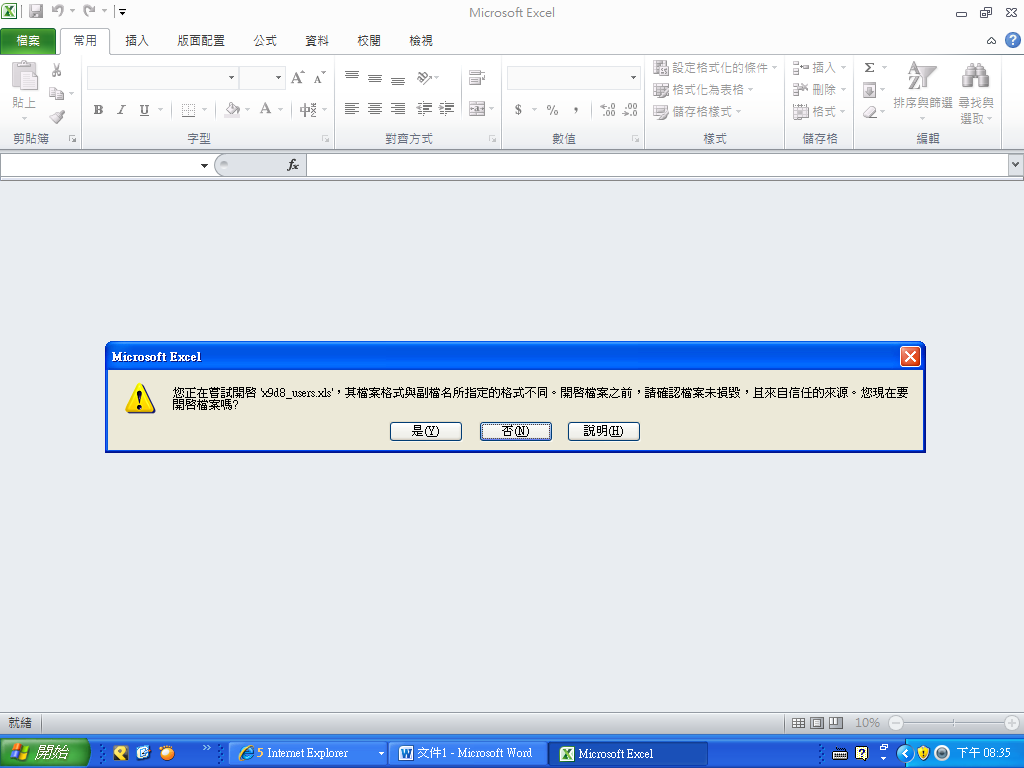 Microsoft Excel
檔案 常用 插入 版面配置 公式 資料 校閱 檢視
貼上
B I U A 中
$ % ,
設定格式化的條件
格式化為表格
儲存格樣式
插入
刪除
格式
Σ
排序與篩選
尋找與
選取
剪貼簿 字型 對齊方式 數值 樣式 儲存格 編輯
fx
Microsoft Excel
您正在嘗試開啓 'x9d8_users.xls'，其檔案格式與副檔名所指定的格式不同。開啓檔案之前，請確認檔案未損毀，且來自信任的來源。您現在要
開啓檔案嗎?
是(Y) 否(N) 說明(H)
就緒 10%
開始 5 Internet Explorer 文件1 - Microsoft Word Microsoft Excel 下午 08:35